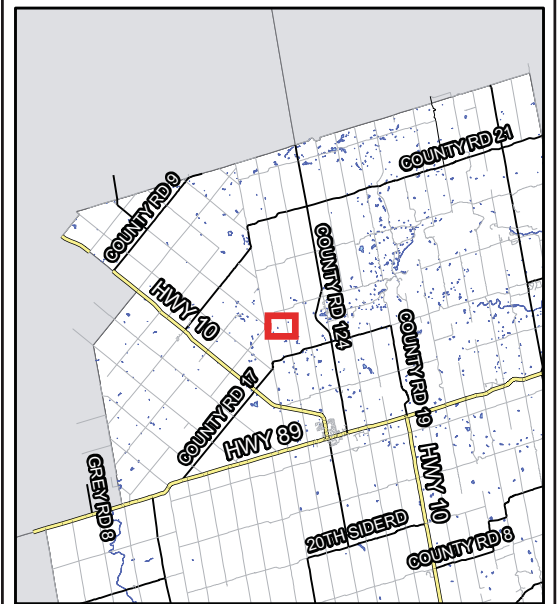 COUNTY RD 21
COUNTY RD 9
COUNTY RD 124
HWY 10
COUNTY RD 19
COUNTY RD 17
HWY 89
HWY 10
GREY RD 8
20TH SIDERD
COUNTY RD 8